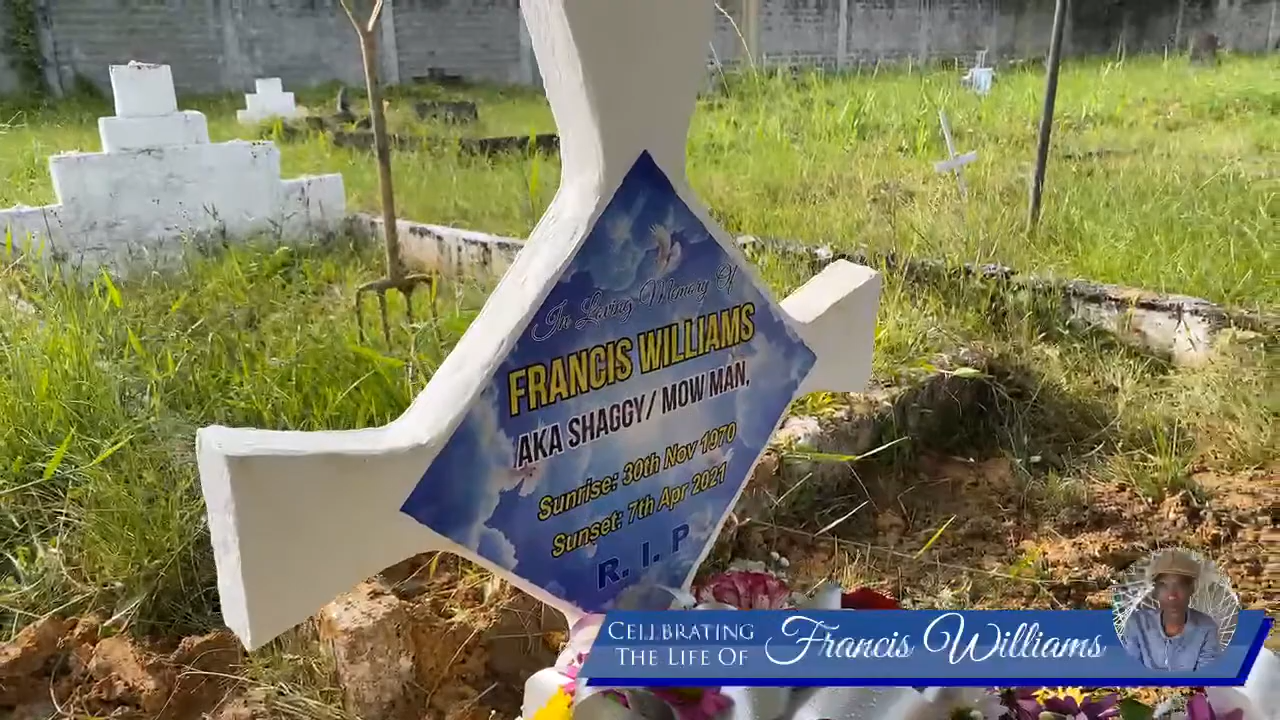 In Loving Memory Of
FRANCIS WILLIAMS
AKA SHAGGY/ MOW MAN,
Sunrise: 30th Nov 1970
Sunset: 7th Apr 2021
R. I. P
CELEBRATING
THE LIFE OF
Francis Williams